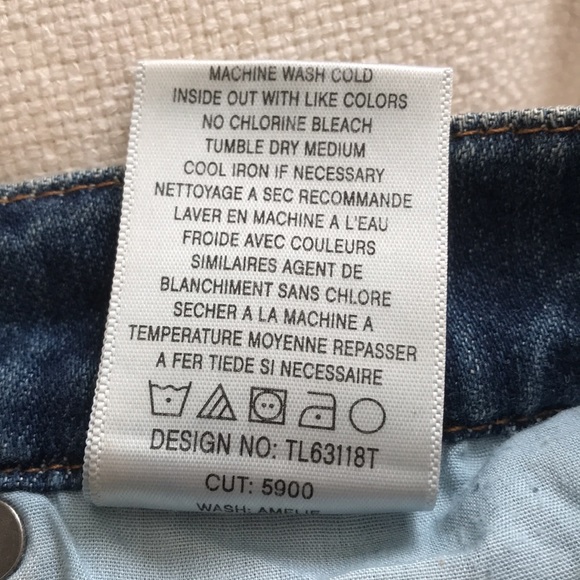 MACHINE WASH COLD
INSIDE OUT WITH LIKE COLORS
NO CHLORINE BLEACH
TUMBLE DRY MEDIUM
COOL IRON IF NECESSARY
NETTOYAGE A SEC RECOMMANDE
LAVER EN MACHINE A L'EAU
FROIDE AVEC COULEURS
SIMILAIRES AGENT DE
BLANCHIMENT SANS CHLORE
SECHER A LA MACHINE A
TEMPERATURE MOYENNE REPASSER
A FER TIEDE SI NECESSAIRE
DESIGN NO: TL63118T
CUT: 5900
WASH: AMELIE